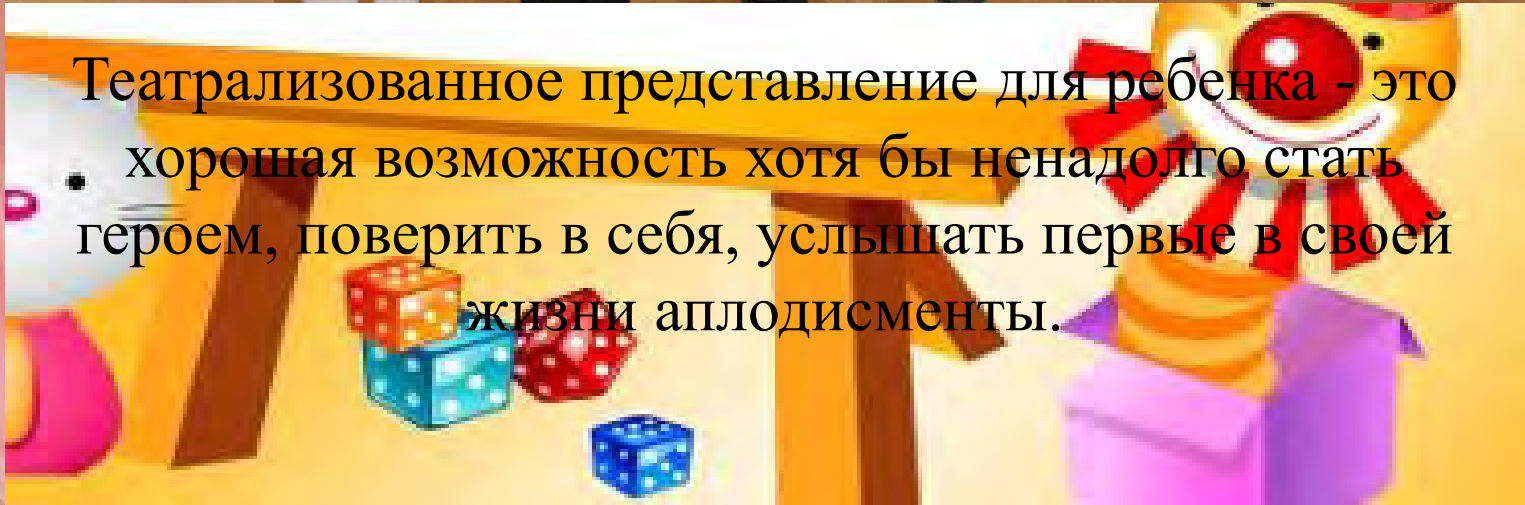 Театрализованное представление для ребенка - это
хорошая возможность хотя бы ненадолго стать
героем, поверить в себя, услышать первые в своей
жизни аплодисменты.